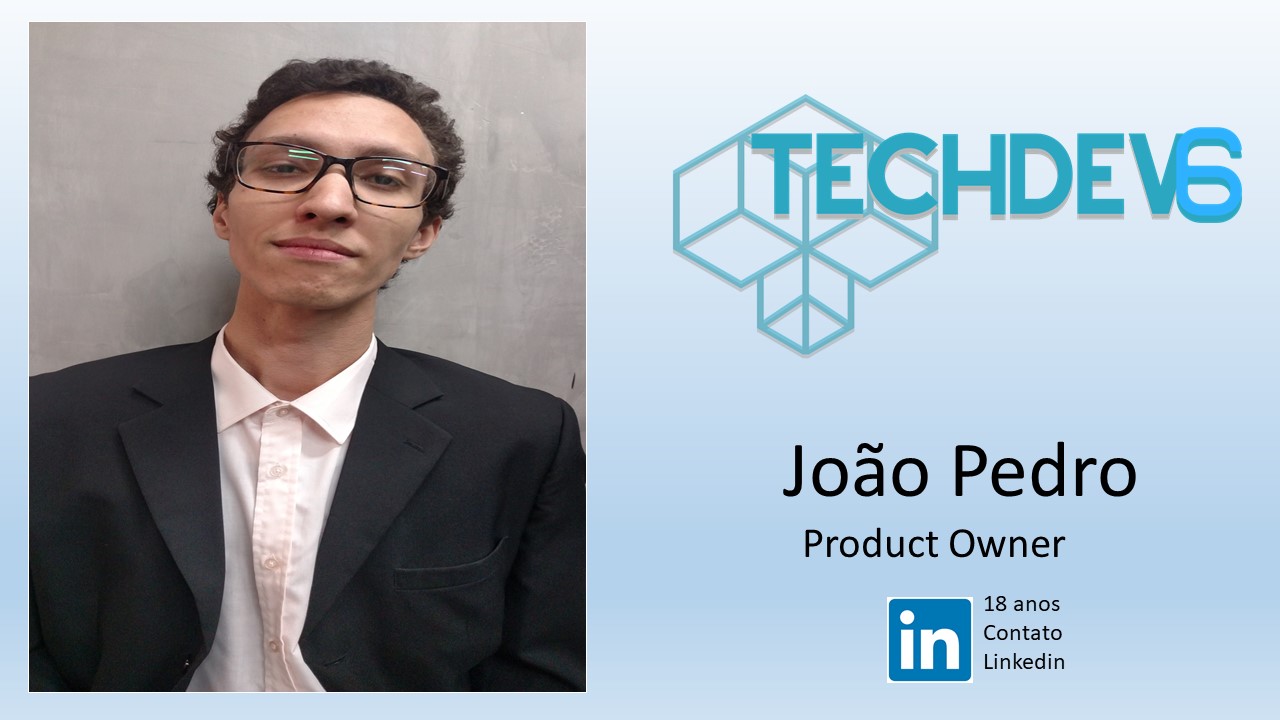 TECHDEV6
João Pedro
Product Owner
in
18 anos
Contato
Linkedin